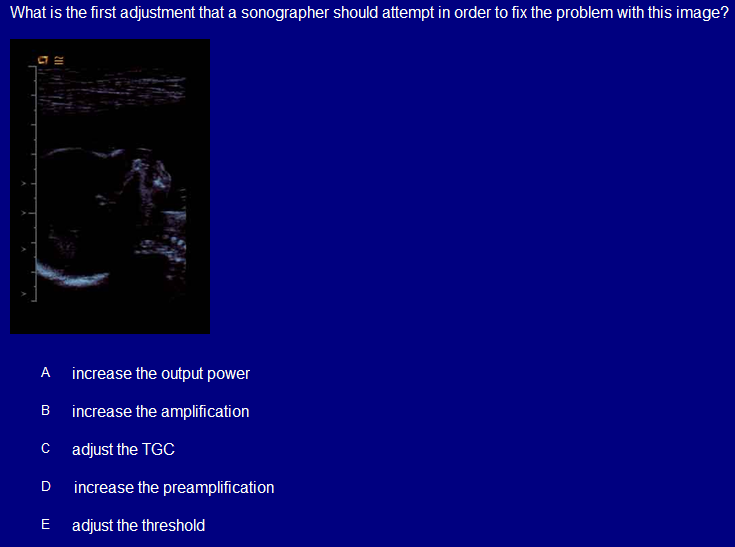 What is the first adjustment that a sonographer should attempt in order to fix the problem with this image?
A increase the output power
B increase the amplification
C adjust the TGC
D increase the preamplification
E adjust the threshold